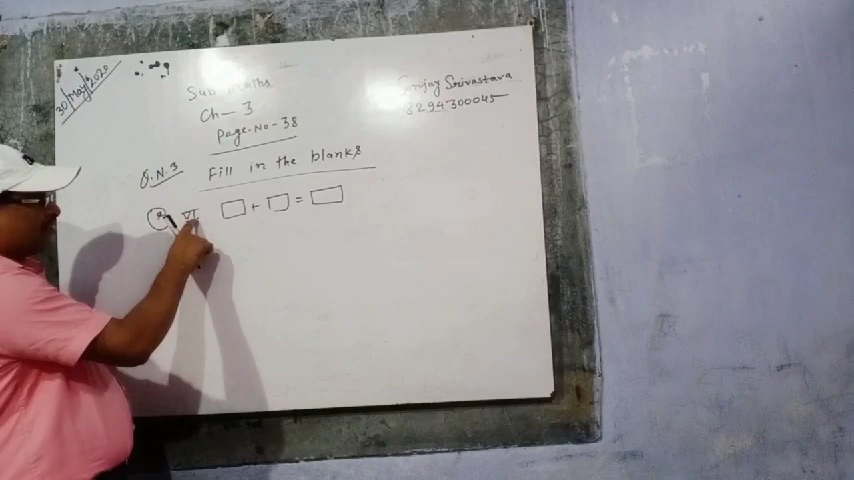 30/May/2020
Sub Maths
Ch-3
Page-No-38
Sanjay Srivastava
8294300045
Q.N.3 Fill in the blanks
VI □ + □ = □